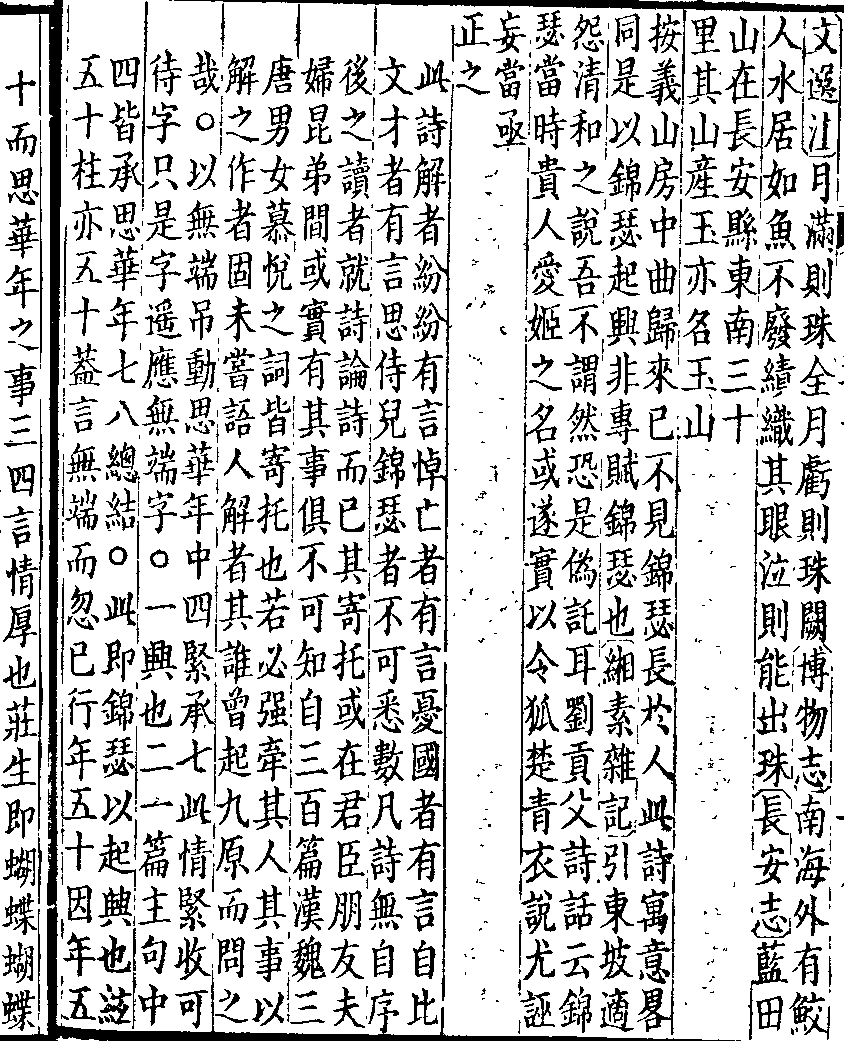 文選注月滿則珠全月虧則珠闕博物志南海外有鮫
人水居如魚不廢績織其眼泣則能出珠長安志藍田
山在長安縣東南三十
里其山産玉亦名玉山
按義山房中曲歸來已不見錦瑟長於人此詩寓意畧
同是以錦瑟起興非專賦錦瑟也緗素雜記引東坡適
怨清和之說吾不謂然恐是偽託耳劉貢父詩話云錦
瑟當時貴人愛姬之名或遂實以令狐楚青衣說尤誣
妄當亟
正之
此詩解者紛紛有言悼亡者有言憂國者有言自比
文才者有言思侍兒錦瑟者不可悉數凡詩無自序
後之讀者就詩論詩而已其寄托或在君臣朋友夫
婦昆弟間或實有其事俱不可知自三百篇漢魏三
唐男女慕悅之詞皆寄托也若必强牽其人其事以
解之作者固未嘗語人解者其誰曾起九原而問之
哉○以無端吊動思華年中四緊承七此情緊收可
待字只是字遥應無端字○一興也二一篇主句中
四皆承思華年七八總結○此即錦瑟以起興也蓋
五十柱亦五十蓋言無端而忽已行年五十因年五
十而思華年之事三四言情厚也莊生即蝴蝶蝴蝶